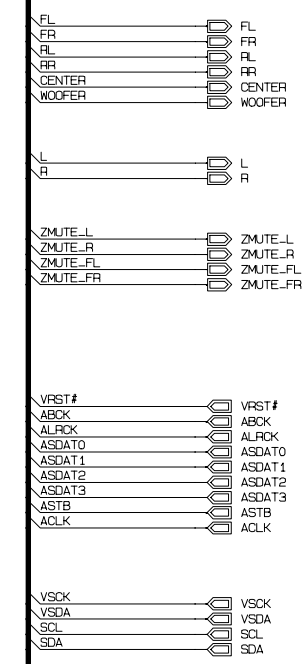 FL FL
FR FR
RL RL
RR RR
CENTER CENTER
WOOFER WOOFER
L L
R R
ZMUTE_L ZMUTE_L
ZMUTE_R ZMUTE_R
ZMUTE_FL ZMUTE_FL
ZMUTE_FR ZMUTE_FR
VRST# VRST#
ABCK ABCK
ALRCK ALRCK
ASDAT0 ASDAT0
ASDAT1 ASDAT1
ASDAT2 ASDAT2
ASDAT3 ASDAT3
ASTB ASTB
ACLK ACLK
VSCK VSCK
VSDA VSDA
SCL SCL
SDA SDA